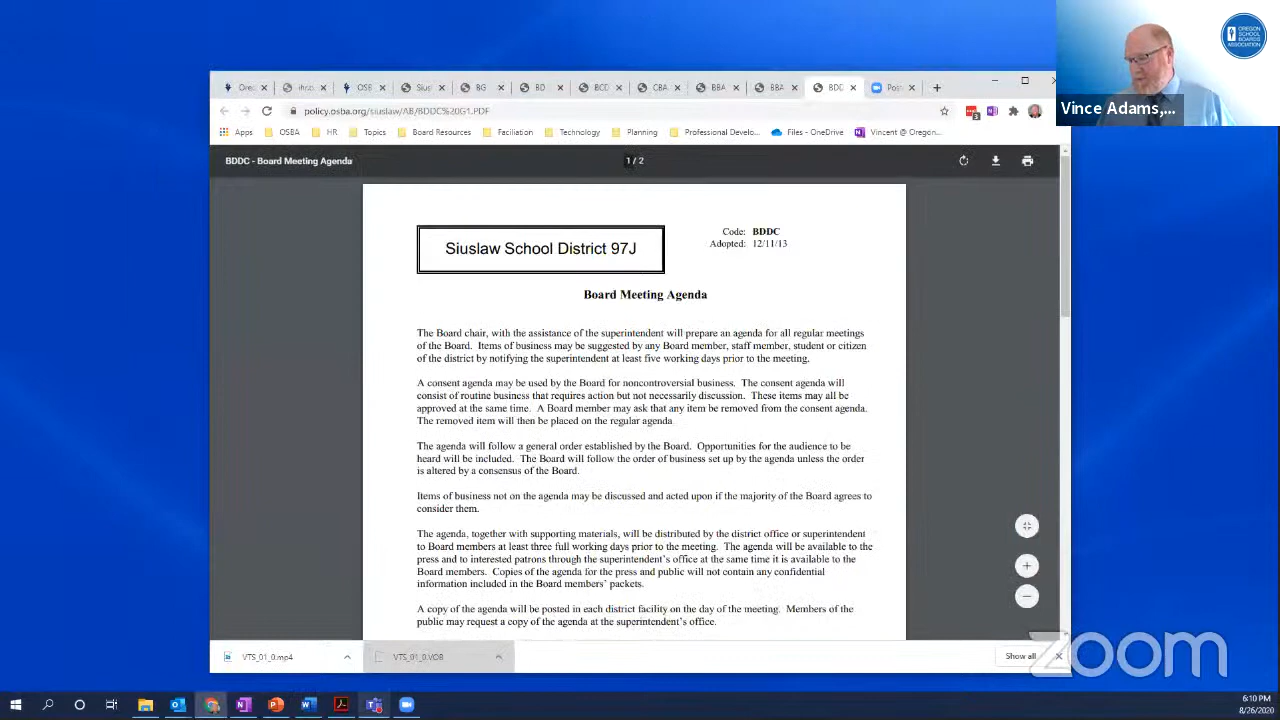 OREGON
SCHOOL
BOARDS
ASSOCIATION
Vince Adams,...
BG
BD
BCD
CBA
BBA
BBA
BDD
policy.osba.org/siuslaw/AB/BDDC%20G1.PDF
Apps OSBA HR Topics Board Resources Faciliation Technology Planning Professional Develo... Files - OneDrive Vincent @ Oregon...
BDDC - Board Meeting Agenda
1 / 2
Siuslaw School District 97J
Code: BDDC
Adopted: 12/11/13
Board Meeting Agenda
The Board chair, with the assistance of the superintendent will prepare an agenda for all regular meetings
of the Board. Items of business may be suggested by any Board member, staff member, student or citizen
of the district by notifying the superintendent at least five working days prior to the meeting.
A consent agenda may be used by the Board for noncontroversial business. The consent agenda will
consist of routine business that requires action but not necessarily discussion. These items may all be
approved at the same time. A Board member may ask that any item be removed from the consent agenda.
The removed item will then be placed on the regular agenda.
The agenda will follow a general order established by the Board. Opportunities for the audience to be
heard will be included. The Board will follow the order of business set up by the agenda unless the order
is altered by a consensus of the Board.
Items of business not on the agenda may be discussed and acted upon if the majority of the Board agrees to
consider them.
The agenda, together with supporting materials, will be distributed by the district office or superintendent
to Board members at least three full working days prior to the meeting. The agenda will be available to the
press and to interested patrons through the superintendent's office at the same time it is available to the
Board members. Copies of the agenda for the press and public will not contain any confidential
information included in the Board members' packets.
A copy of the agenda will be posted in each district facility on the day of the meeting. Members of the
public may request a copy of the agenda at the superintendent's office.
VTS_01_0.mp4
VTS_01_0.VOB
Show all
zoom
6:10 PM
8/26/2020